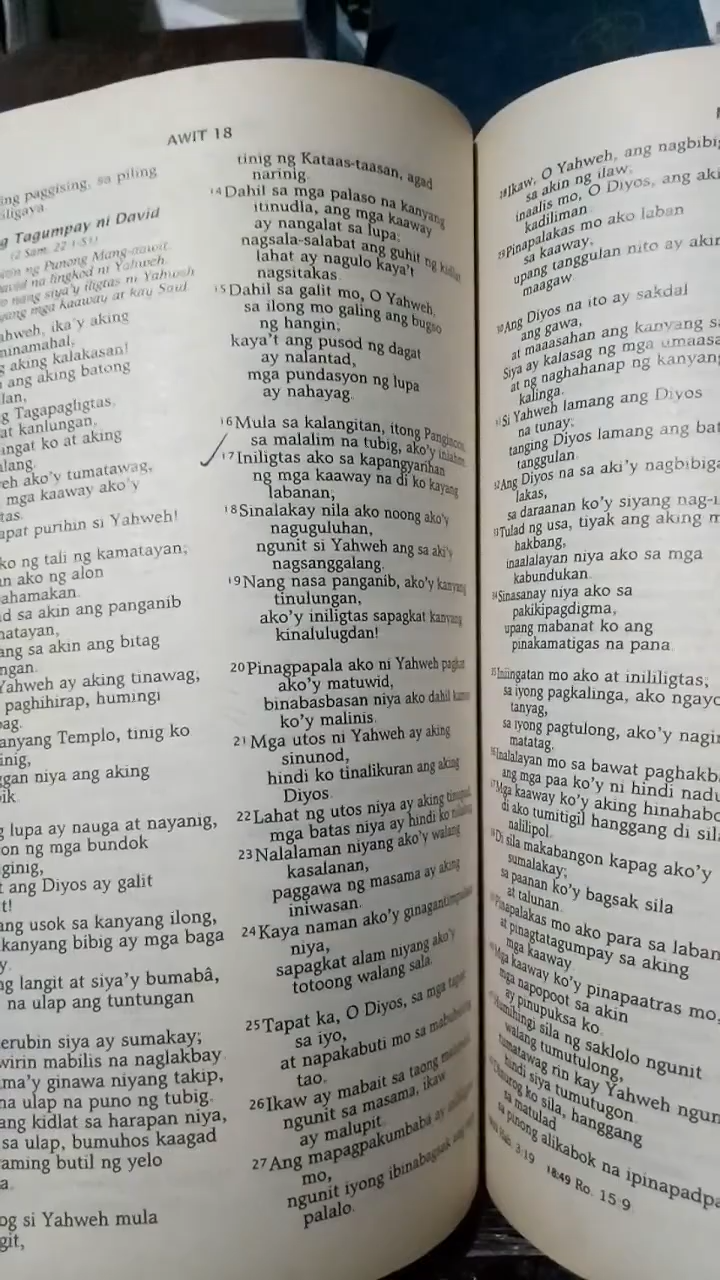 AWIT 18
ing paggising, sa piling
aligaya.
g Tagumpay ni David
(2 Sam. 22:1-51)
ng Punong Mang-aawit.
David na lingkod ni Yahweh.
nang siya'y iligtas ni Yahweh
yang mga kaaway at kay Saul.
ahweh, ika'y aking
minamahal,
g aking kalakasan!
ang aking batong
lan,
g Tagapagligtas,
at kanlungan,
ingat ko at aking
lang.
eh ako'y tumatawag,
mga kaaway ako'y
tas.
apat purihin si Yahweh!
ko ng tali ng kamatayan;
an ako ng alon
ahamakan.
d sa akin ang panganib
natayan,
ang sa akin ang bitag
ngan.
Yahweh ay aking tinawag,
paghihirap, humingi
ag.
anyang Templo, tinig ko
inig,
ggan niya ang aking
ik.
g lupa ay nauga at nayanig,
on ng mga bundok
ginig,
t ang Diyos ay galit
t!
ang usok sa kanyang ilong,
kanyang bibig ay mga baga
y.
ng langit at siya'y bumabâ,
na ulap ang tuntungan
erubin siya ay sumakay;
wirin mabilis na naglakbay.
ma'y ginawa niyang takip,
na ulap na puno ng tubig.
ang kidlat sa harapan niya,
sa ulap, bumuhos kaagad
aming butil ng yelo
a.
og si Yahweh mula
git,
tinig ng Kataas-taasan, agad
narinig.
14 Dahil sa mga palaso na kanyang
itinudla, ang mga kaaway
ay nangalat sa lupa;
nagsala-salabat ang guhit ng kidlat
lahat ay nagulo kaya't
nagsitakas.
15 Dahil sa galit mo, O Yahweh,
sa ilong mo galing ang bugso
ng hangin;
kaya't ang pusod ng dagat
ay nalantad,
mga pundasyon ng lupa
ay nahayag.
16 Mula sa kalangitan, itong Panginoon,
sa malalim na tubig, ako'y iniahon.
17 Iniligtas ako sa kapangyarihan
ng mga kaaway na di ko kayang
labanan,
18 Sinalakay nila ako noong ako'y
naguguluhan,
ngunit si Yahweh ang sa aki'y
nagsanggalang.
19 Nang nasa panganib, ako'y kanyang
tinulungan,
ako'y iniligtas sapagkat kanyang
kinalulugdan!
20 Pinagpapala ako ni Yahweh pagkat
ako'y matuwid,
binabasbasan niya ako dahil kamay
ko'y malinis.
21 Mga utos ni Yahweh ay aking
sinunod,
hindi ko tinalikuran ang aking
Diyos.
22 Lahat ng utos niya ay aking tinupad,
mga batas niya ay hindi ko nilabag.
23 Nalalaman niyang ako'y walang
kasalanan,
paggawa ng masama ay aking
iniwasan.
24 Kaya naman ako'y ginagantimpalaan
niya,
sapagkat alam niyang ako'y
totoong walang sala.
25 Tapat ka, O Diyos, sa mga tapat
sa iyo,
at napakabuti mo sa mabubuting
tao.
26 Ikaw ay mabait sa taong
ngunit sa masama, ikaw
ay malupit.
27 Ang mapagpakumbaba ay
mo,
ngunit iyong ibinabagsak ang
palalo.
28 Ikaw, O Yahweh, ang nagbibig
sa akin ng ilaw;
inaalis mo, O Diyos, ang aki
kadiliman.
29 Pinapalakas mo ako laban
sa kaaway,
upang tanggulan nito ay akin
maagaw.
30 Ang Diyos na ito ay sakdal
ang gawa,
at maaasahan ang kanyang sa
Siya ay kalasag ng mga umaasa
at ng naghahanap ng kanyang
kalinga.
31 Si Yahweh lamang ang Diyos
na tunay;
tanging Diyos lamang ang bat
tanggulan.
32 Ang Diyos na sa aki'y nagbibiga
lakas,
sa daraanan ko'y siyang nag-i
33 Tulad ng usa, tiyak ang aking m
hakbang,
inaalalayan niya ako sa mga
kabundukan.
34 Sinasanay niya ako sa
pakikipagdigma,
upang mabanat ko ang
pinakamatigas na pana.
35 Iniingatan mo ako at inililigtas;
sa iyong pagkalinga, ako ngayo
tanyag,
sa iyong pagtulong, ako'y nagin
matatag.
36 Inalalayan mo sa bawat paghakb
ang mga paa ko'y ni hindi nadu
37 Mga kaaway ko'y aking hinahabo
di ako tumitigil hanggang di sila
nalilipol.
38 Di sila makabangon kapag ako'y
sumalakay;
sa paanan ko'y bagsak sila
at talunan.
39 Pinapalakas mo ako para sa laban
at pinagtatagumpay sa aking
mga kaaway.
40 Mga kaaway ko'y pinapaatras mo,
mga napopoot sa akin
ay pinupuksa ko.
41 Humihingi sila ng saklolo ngunit
walang tumutulong,
tumatawag rin kay Yahweh ngun
hindi siya tumutugon.
42 Dinurog ko sila, hanggang
sa matulad
sa pinong alikabok na ipinapadpa
Hab. 3:19 18:49 Ro. 15:9